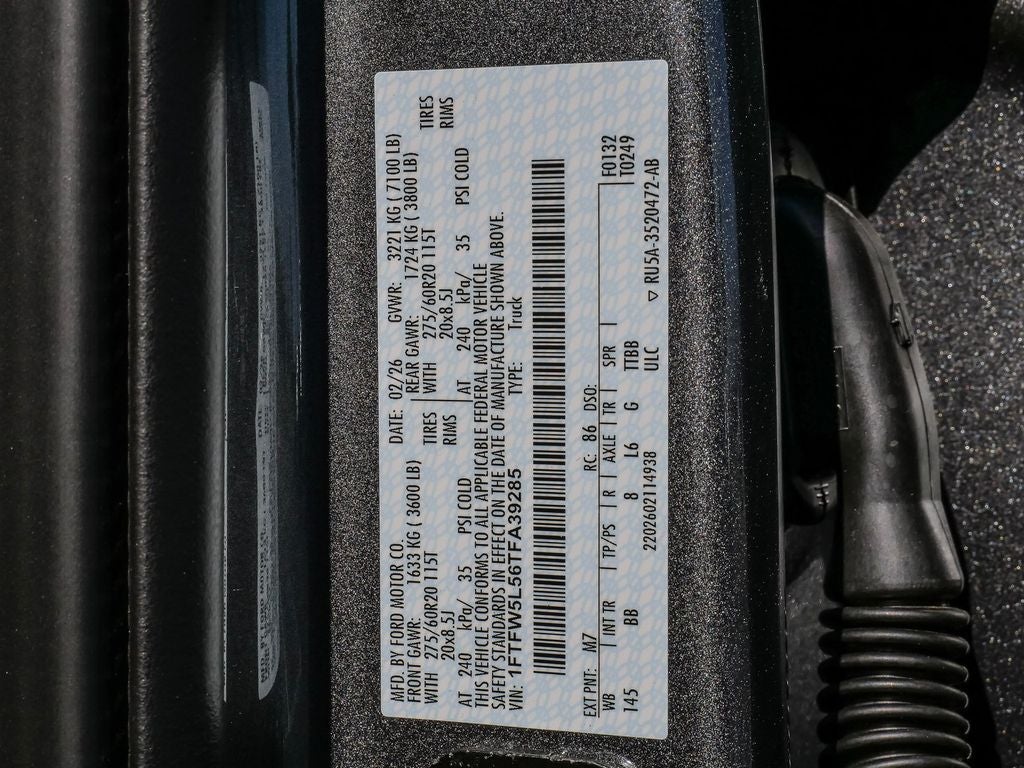 MFD. BY FORD MOTOR CO. DATE: 02/26 GVWR: 3221 KG ( 7100 LB)
FRONT GAWR: 1633 KG ( 3600 LB) REAR GAWR: 1724 KG ( 3800 LB)
WITH 275/60R20 115T TIRES WITH 275/60R20 115T TIRES
20x8.5J RIMS 20x8.5J RIMS
AT 240 kPa/ 35 PSI COLD AT 240 kPa/ 35 PSI COLD
THIS VEHICLE CONFORMS TO ALL APPLICABLE FEDERAL MOTOR VEHICLE
SAFETY STANDARDS IN EFFECT ON THE DATE OF MANUFACTURE SHOWN ABOVE.
VIN: 1FTFW5L56TFA39285 TYPE: Truck
EXT PNT: M7 RC: 86 DSO: F0132
WB INT TR TP/PS R AXLE TR SPR T0249
145 BB 8 L6 G TIBB
2202602114938 ULC ▽ RU5A-3520472-AB